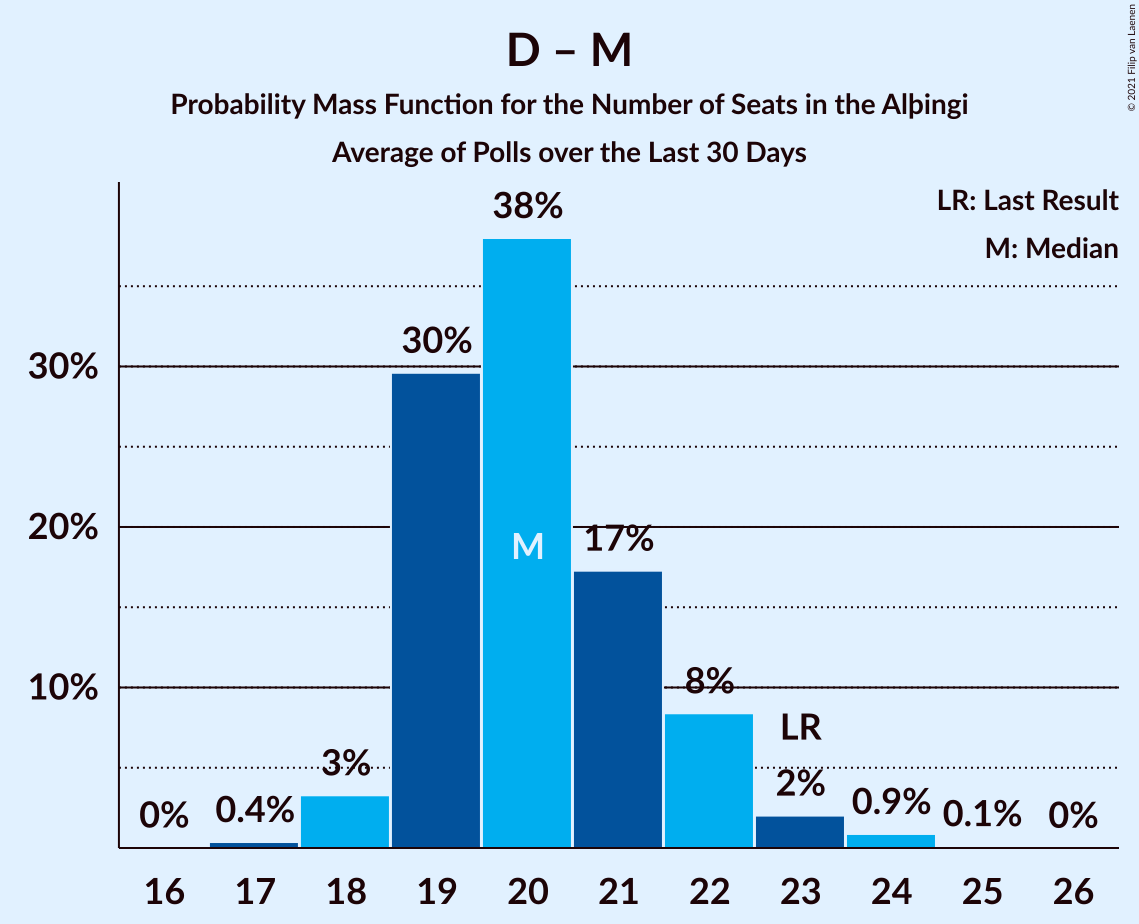 D – M
Probability Mass Function for the Number of Seats in the Alþingi
Average of Polls over the Last 30 Days
© 2021 Filip van Laenen
LR: Last Result
M: Median
38%
30%
30%
20%
M
17%
10%
8%
LR
3%
2%
0%
0.4%
0.9%
0.1%
0%
16 17 18 19 20 21 22 23 24 25 26